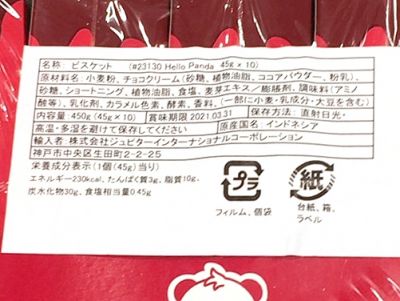 名称 ビスケット (#23130 Hello Panda 45g×10)
原材料名 小麦粉、チョコクリーム(砂糖、植物油脂、ココアパウダー、粉乳)、
砂糖、ショートニング、植物油脂、食塩、麦芽エキス/膨脹剤、調味料(アミノ
酸等)、乳化剤、カラメル色素、酵素、香料、(一部に小麦・乳成分・大豆を含む)
内容量 450g(45g×10) 賞味期限 2021.03.31 保存方法 直射日光・
高温・多湿を避けて保存してください。 原産国名 インドネシア
輸入者 株式会社ジュピターインターナショナルコーポレーション
神戸市中央区生田町2-2-25
栄養成分表示(1個(45g)当り)
エネルギー230kcal、たんぱく質3g、脂質10g、
炭水化物30g、食塩相当量0.45g
プラ
フィルム、個袋
紙
台紙、箱、
ラベル